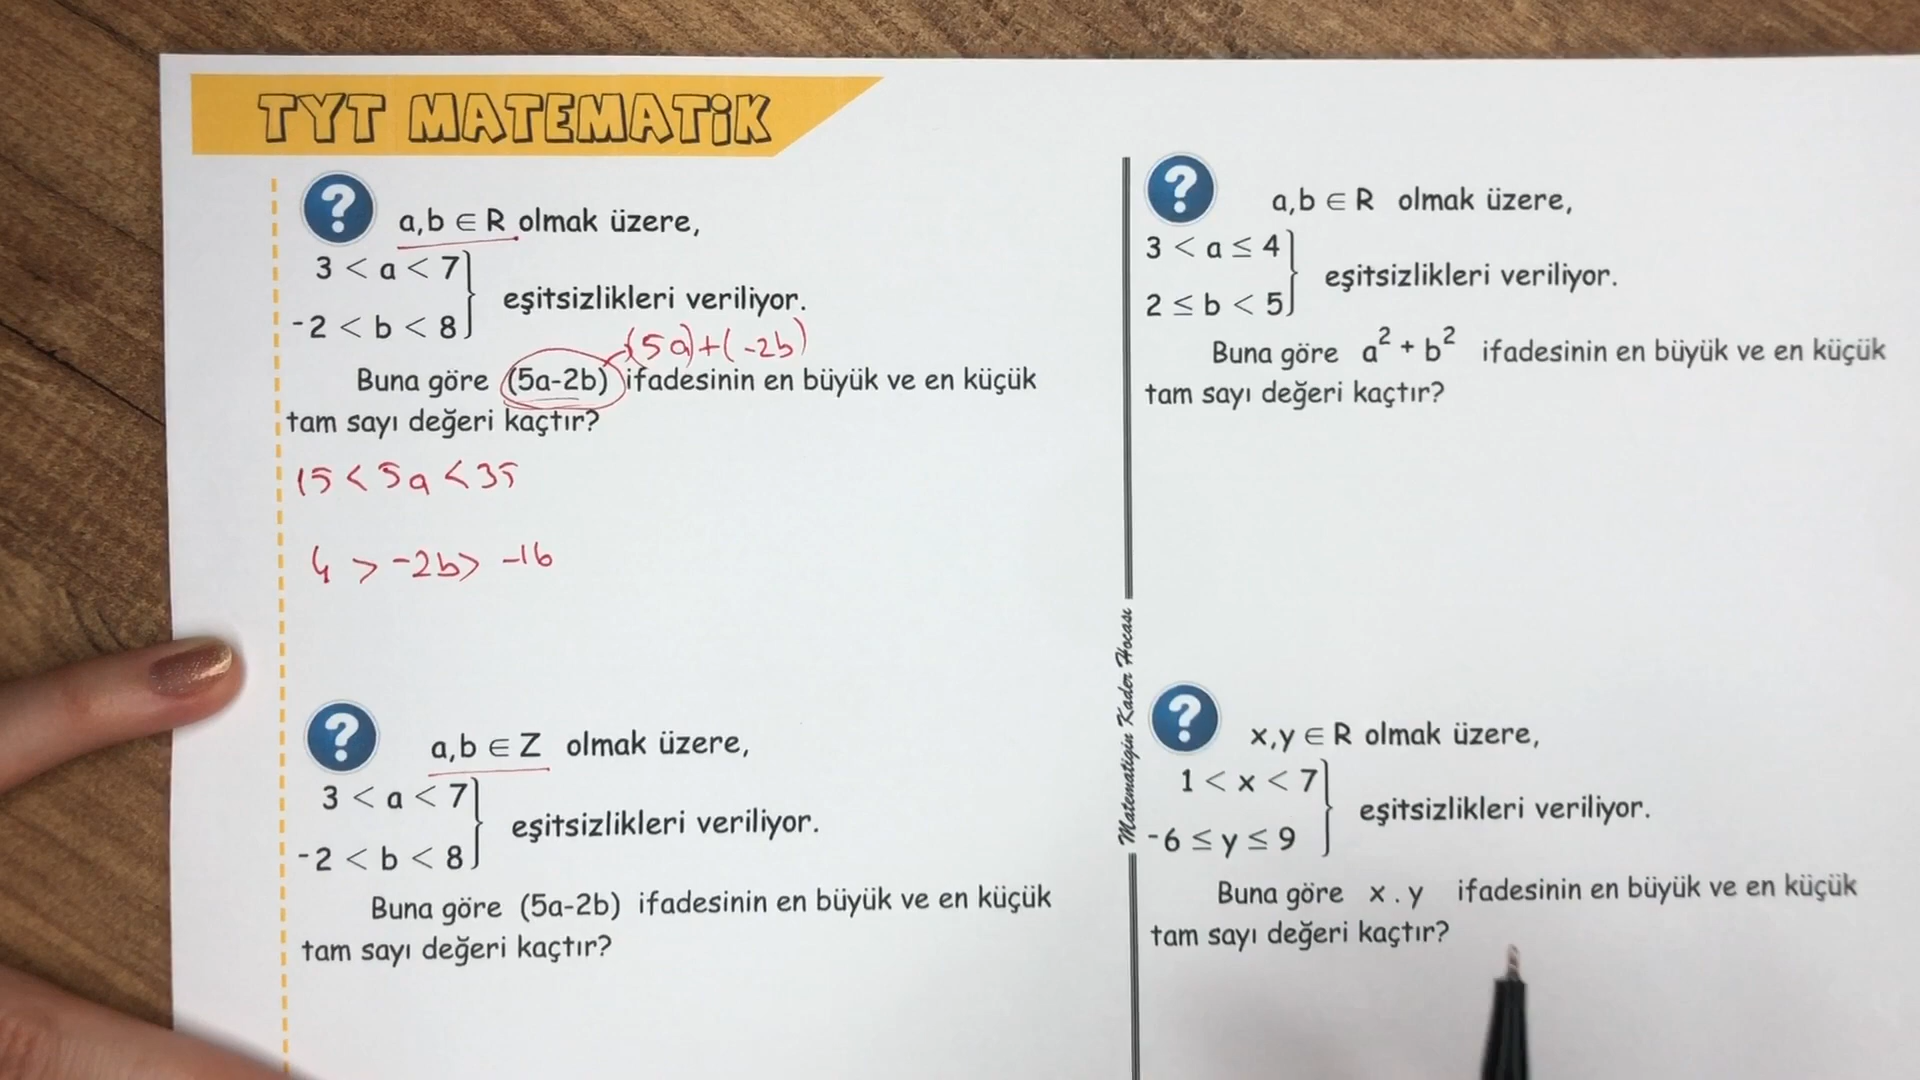 TYT MATEMATİK
a,b ∈ R olmak üzere,
3 < a < 7
-2 < b < 8
eşitsizlikleri veriliyor.
(5a)+(-2b)
Buna göre (5a-2b) ifadesinin en büyük ve en küçük
tam sayı değeri kaçtır?
15 < 5a < 35
4 > -2b > -16
a,b ∈ Z olmak üzere,
3 < a < 7
-2 < b < 8
eşitsizlikleri veriliyor.
Buna göre (5a-2b) ifadesinin en büyük ve en küçük
tam sayı değeri kaçtır?
Matematiğin Kader Hocası
a,b ∈ R olmak üzere,
3 < a ≤ 4
2 ≤ b < 5
eşitsizlikleri veriliyor.
Buna göre a² + b² ifadesinin en büyük ve en küçük
tam sayı değeri kaçtır?
x,y ∈ R olmak üzere,
1 < x < 7
-6 ≤ y ≤ 9
eşitsizlikleri veriliyor.
Buna göre x . y ifadesinin en büyük ve en küçük
tam sayı değeri kaçtır?